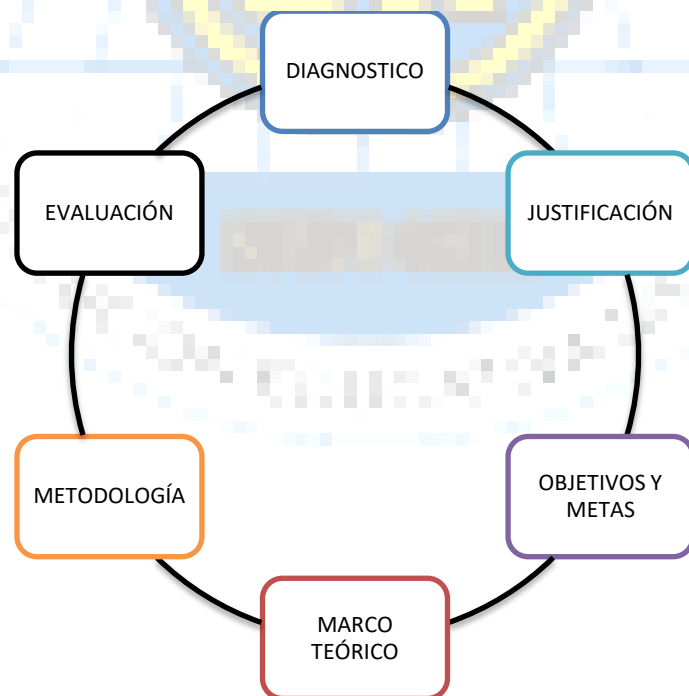 DIAGNOSTICO
JUSTIFICACIÓN
OBJETIVOS Y
METAS
MARCO
TEÓRICO
METODOLOGÍA
EVALUACIÓN